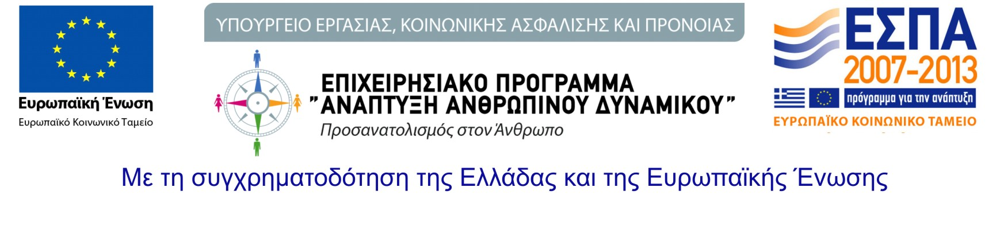 Ευρωπαϊκή Ένωση
Ευρωπαϊκό Κοινωνικό Ταμείο
ΥΠΟΥΡΓΕΙΟ ΕΡΓΑΣΙΑΣ, ΚΟΙΝΩΝΙΚΗΣ ΑΣΦΑΛΙΣΗΣ ΚΑΙ ΠΡΟΝΟΙΑΣ
ΕΠΙΧΕΙΡΗΣΙΑΚΟ ΠΡΟΓΡΑΜΜΑ
"ΑΝΑΠΤΥΞΗ ΑΝΘΡΩΠΙΝΟΥ ΔΥΝΑΜΙΚΟΥ"
Προσανατολισμός στον Άνθρωπο
ΕΣΠΑ
2007-2013
πρόγραμμα για την ανάπτυξη
ΕΥΡΩΠΑΪΚΟ ΚΟΙΝΩΝΙΚΟ ΤΑΜΕΙΟ
Με τη συγχρηματοδότηση της Ελλάδας και της Ευρωπαϊκής Ένωσης